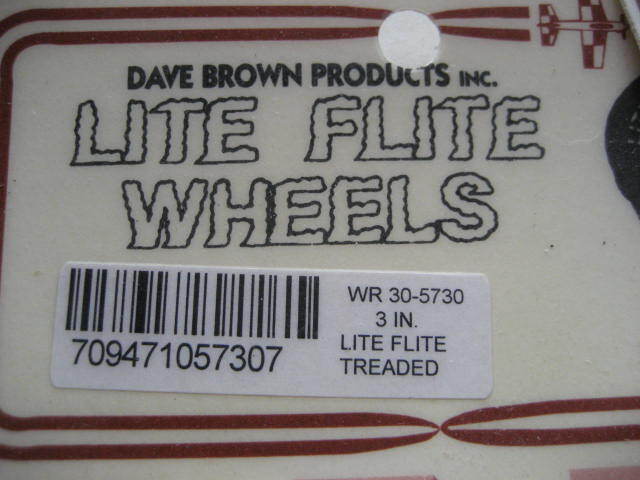 DAVE BROWN PRODUCTS INC.
LITE FLITE
WHEELS
WR 30-5730
3 IN.
LITE FLITE
TREADED
709471057307